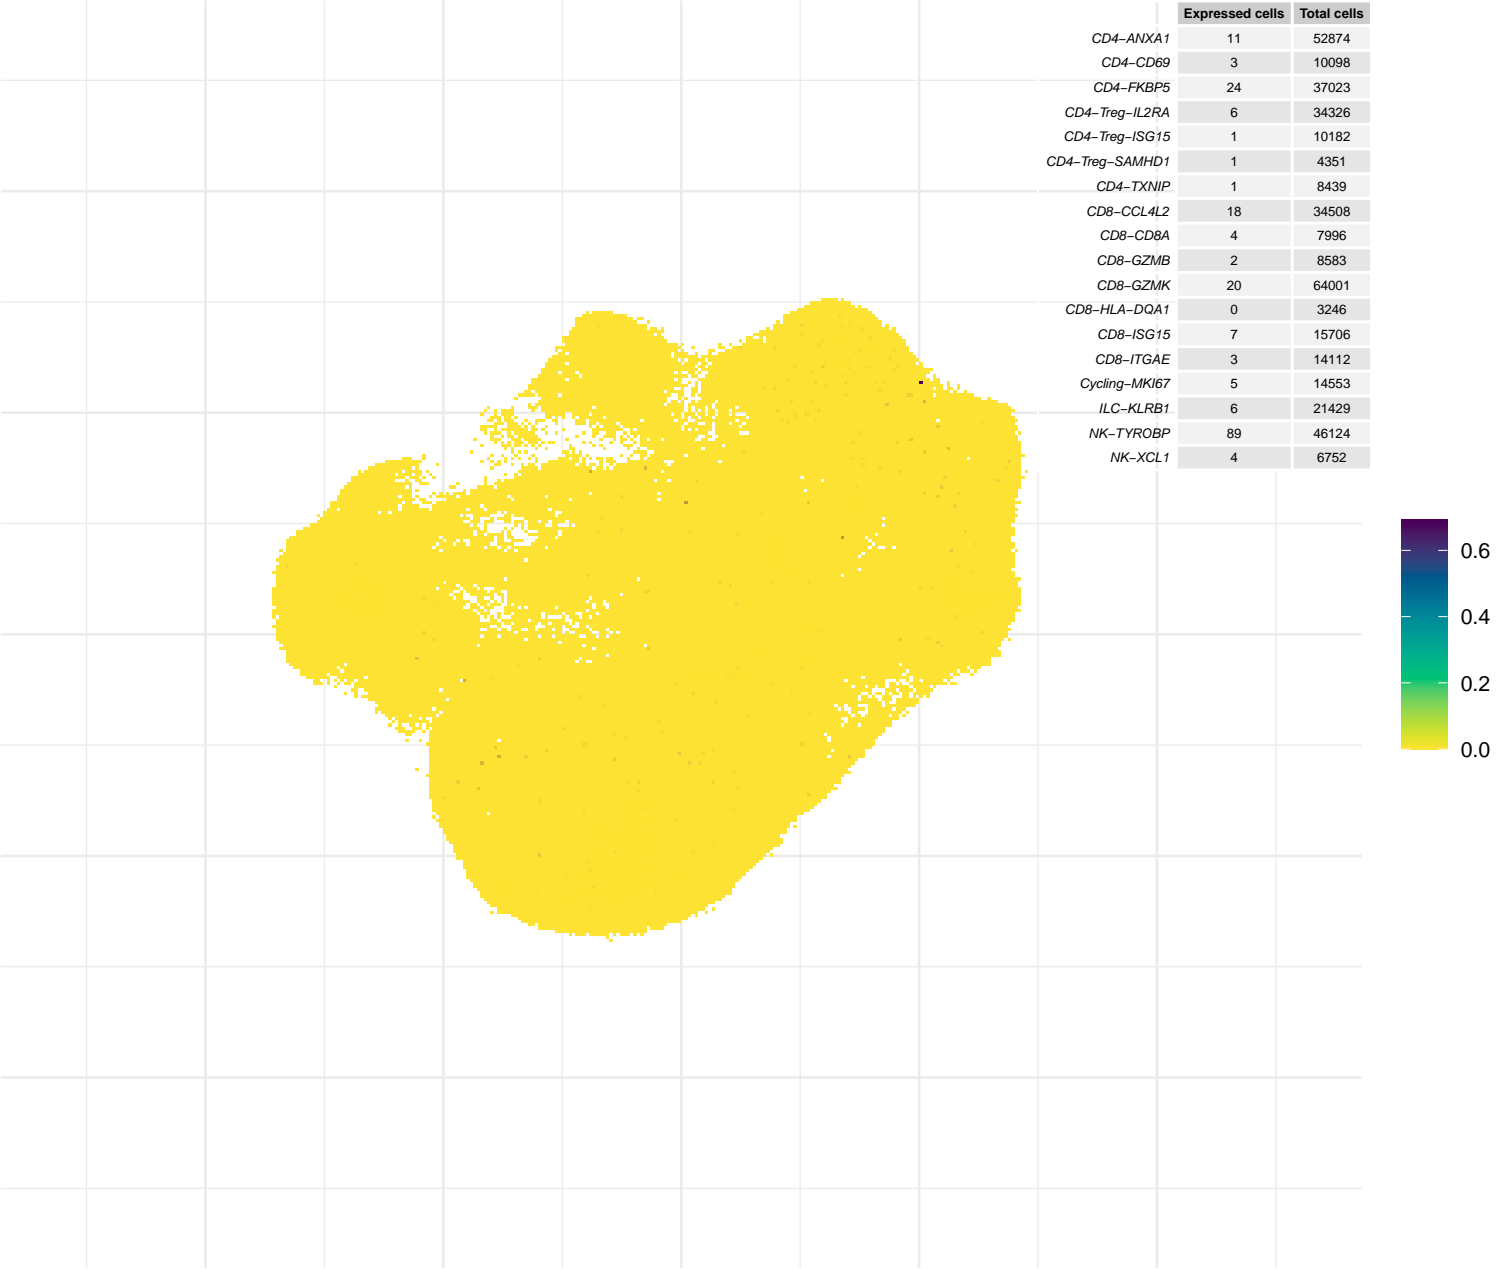 Expressed cells Total cells
CD4−ANXA1 11 52874
CD4−CD69 3 10098
CD4−FKBP5 24 37023
CD4−Treg−IL2RA 6 34326
CD4−Treg−ISG15 1 10182
CD4−Treg−SAMHD1 1 4351
CD4−TXNIP 1 8439
CD8−CCL4L2 18 34508
CD8−CD8A 4 7996
CD8−GZMB 2 8583
CD8−GZMK 20 64001
CD8−HLA−DQA1 0 3246
CD8−ISG15 7 15706
CD8−ITGAE 3 14112
Cycling−MKI67 5 14553
ILC−KLRB1 6 21429
NK−TYROBP 89 46124
NK−XCL1 4 6752
0.6
0.4
0.2
0.0